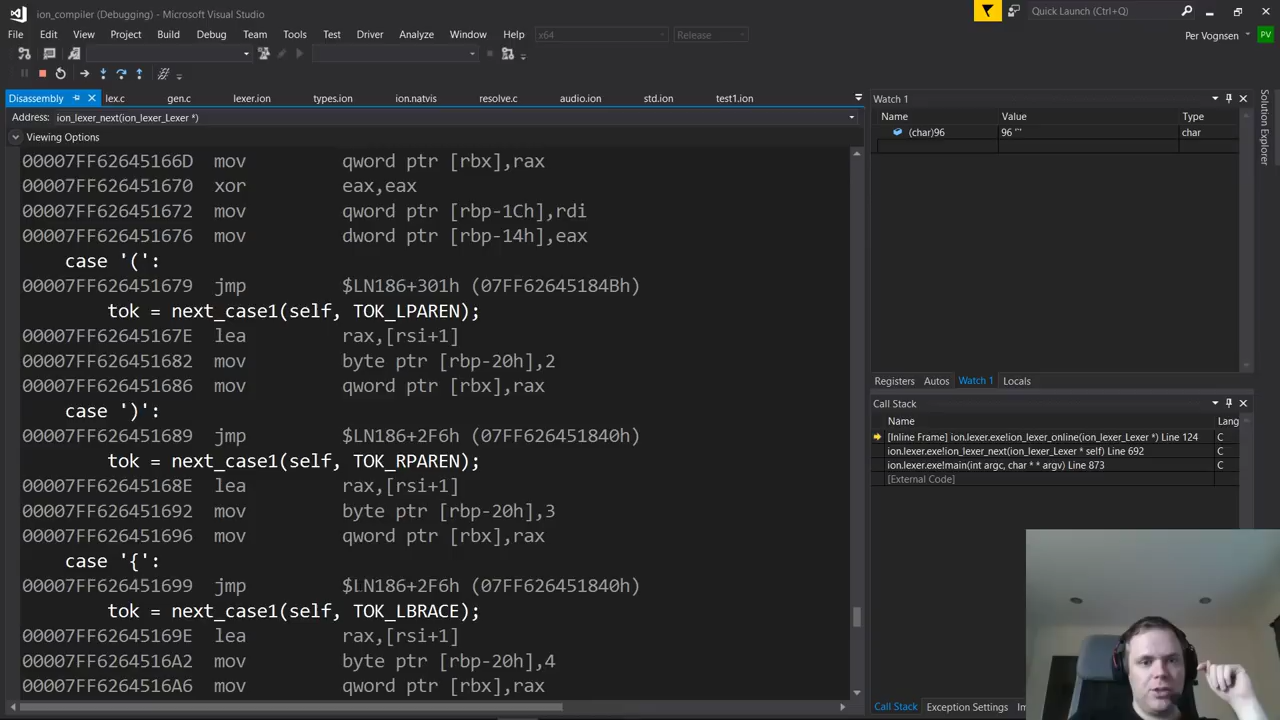 ion_compiler (Debugging) - Microsoft Visual Studio
Quick Launch (Ctrl+Q)
File Edit View Project Build Debug Team Tools Test Driver Analyze Window Help x64 Release
Per Vognsen PV
Disassembly lex.c gen.c lexer.ion types.ion ion.natvis resolve.c audio.ion std.ion test1.ion
Address: ion_lexer_next(ion_lexer_Lexer *)
Viewing Options
00007FF62645166D mov qword ptr [rbx],rax
00007FF626451670 xor eax,eax
00007FF626451672 mov qword ptr [rbp-1Ch],rdi
00007FF626451676 mov dword ptr [rbp-14h],eax
case '(':
00007FF626451679 jmp $LN186+301h (07FF62645184Bh)
tok = next_case1(self, TOK_LPAREN);
00007FF62645167E lea rax,[rsi+1]
00007FF626451682 mov byte ptr [rbp-20h],2
00007FF626451686 mov qword ptr [rbx],rax
case ')':
00007FF626451689 jmp $LN186+2F6h (07FF626451840h)
tok = next_case1(self, TOK_RPAREN);
00007FF62645168E lea rax,[rsi+1]
00007FF626451692 mov byte ptr [rbp-20h],3
00007FF626451696 mov qword ptr [rbx],rax
case '{':
00007FF626451699 jmp $LN186+2F6h (07FF626451840h)
tok = next_case1(self, TOK_LBRACE);
00007FF62645169E lea rax,[rsi+1]
00007FF6264516A2 mov byte ptr [rbp-20h],4
00007FF6264516A6 mov qword ptr [rbx],rax
Watch 1
Name Value Type
(char)96 96 '`' char
Registers Autos Watch 1 Locals
Call Stack
Name Lang
[Inline Frame] ion.lexer.exe!ion_lexer_online(ion_lexer_Lexer *) Line 124 C
ion.lexer.exe!ion_lexer_next(ion_lexer_Lexer * self) Line 692 C
ion.lexer.exe!main(int argc, char * * argv) Line 873 C
[External Code]
Call Stack Exception Settings Im
Solution Explorer